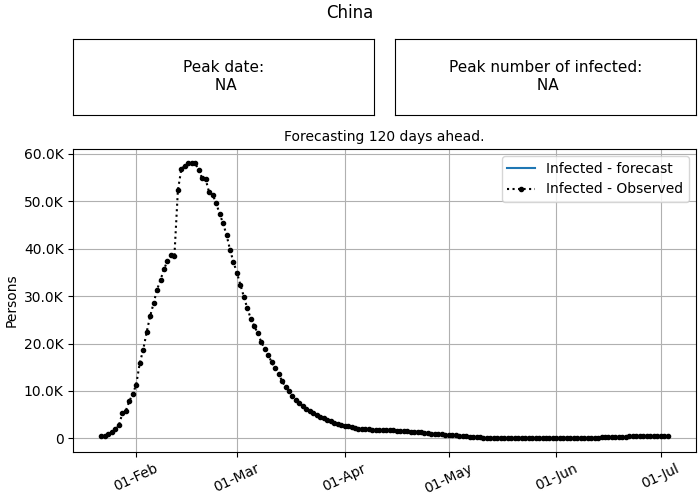 China
Peak date:
NA
Peak number of infected:
NA
Forecasting 120 days ahead.
60.0K
50.0K
40.0K
30.0K
20.0K
10.0K
0
Persons
Infected - forecast
Infected - Observed
01-Feb
01-Mar
01-Apr
01-May
01-Jun
01-Jul